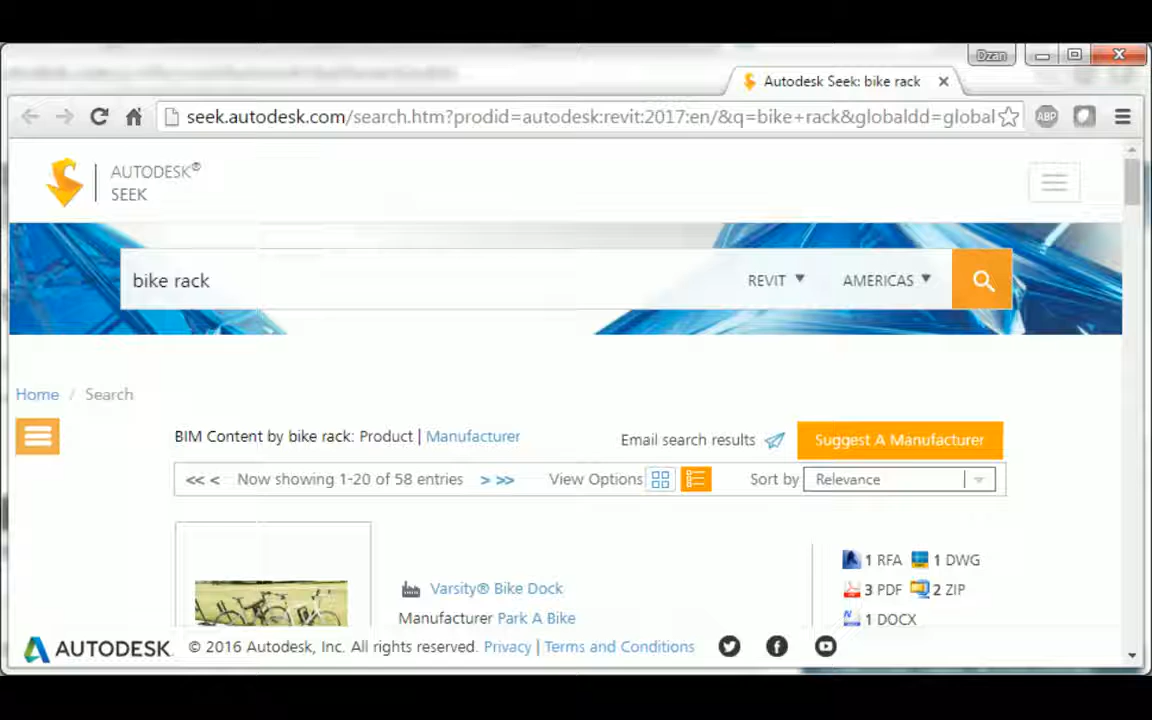 Dzan
Autodesk Seek: bike rack
seek.autodesk.com/search.htm?prodid=autodesk:revit:2017:en/&q=bike+rack&globaldd=global
ABP
AUTODESK®
SEEK
bike rack REVIT AMERICAS
Home / Search
BIM Content by bike rack: Product | Manufacturer Email search results Suggest A Manufacturer
<< < Now showing 1-20 of 58 entries > >> View Options Sort by Relevance
Varsity® Bike Dock
Manufacturer Park A Bike
1 RFA 1 DWG
3 PDF 2 ZIP
1 DOCX
AUTODESK. © 2016 Autodesk, Inc. All rights reserved. Privacy | Terms and Conditions